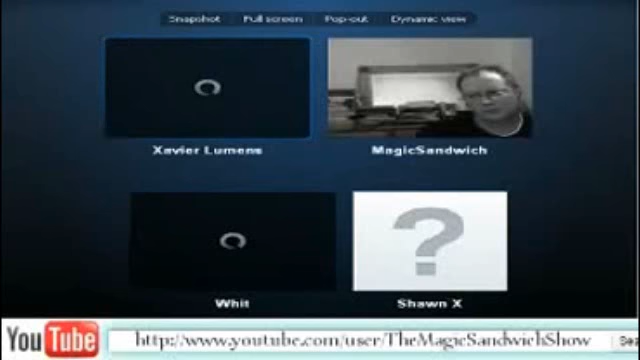 Snapshot Full screen Pop-out Dynamic view
Xavier Lumens MagicSandwich
?
Whit Shawn X
YouTube http://www.youtube.com/user/TheMagicSandwichShow Sea